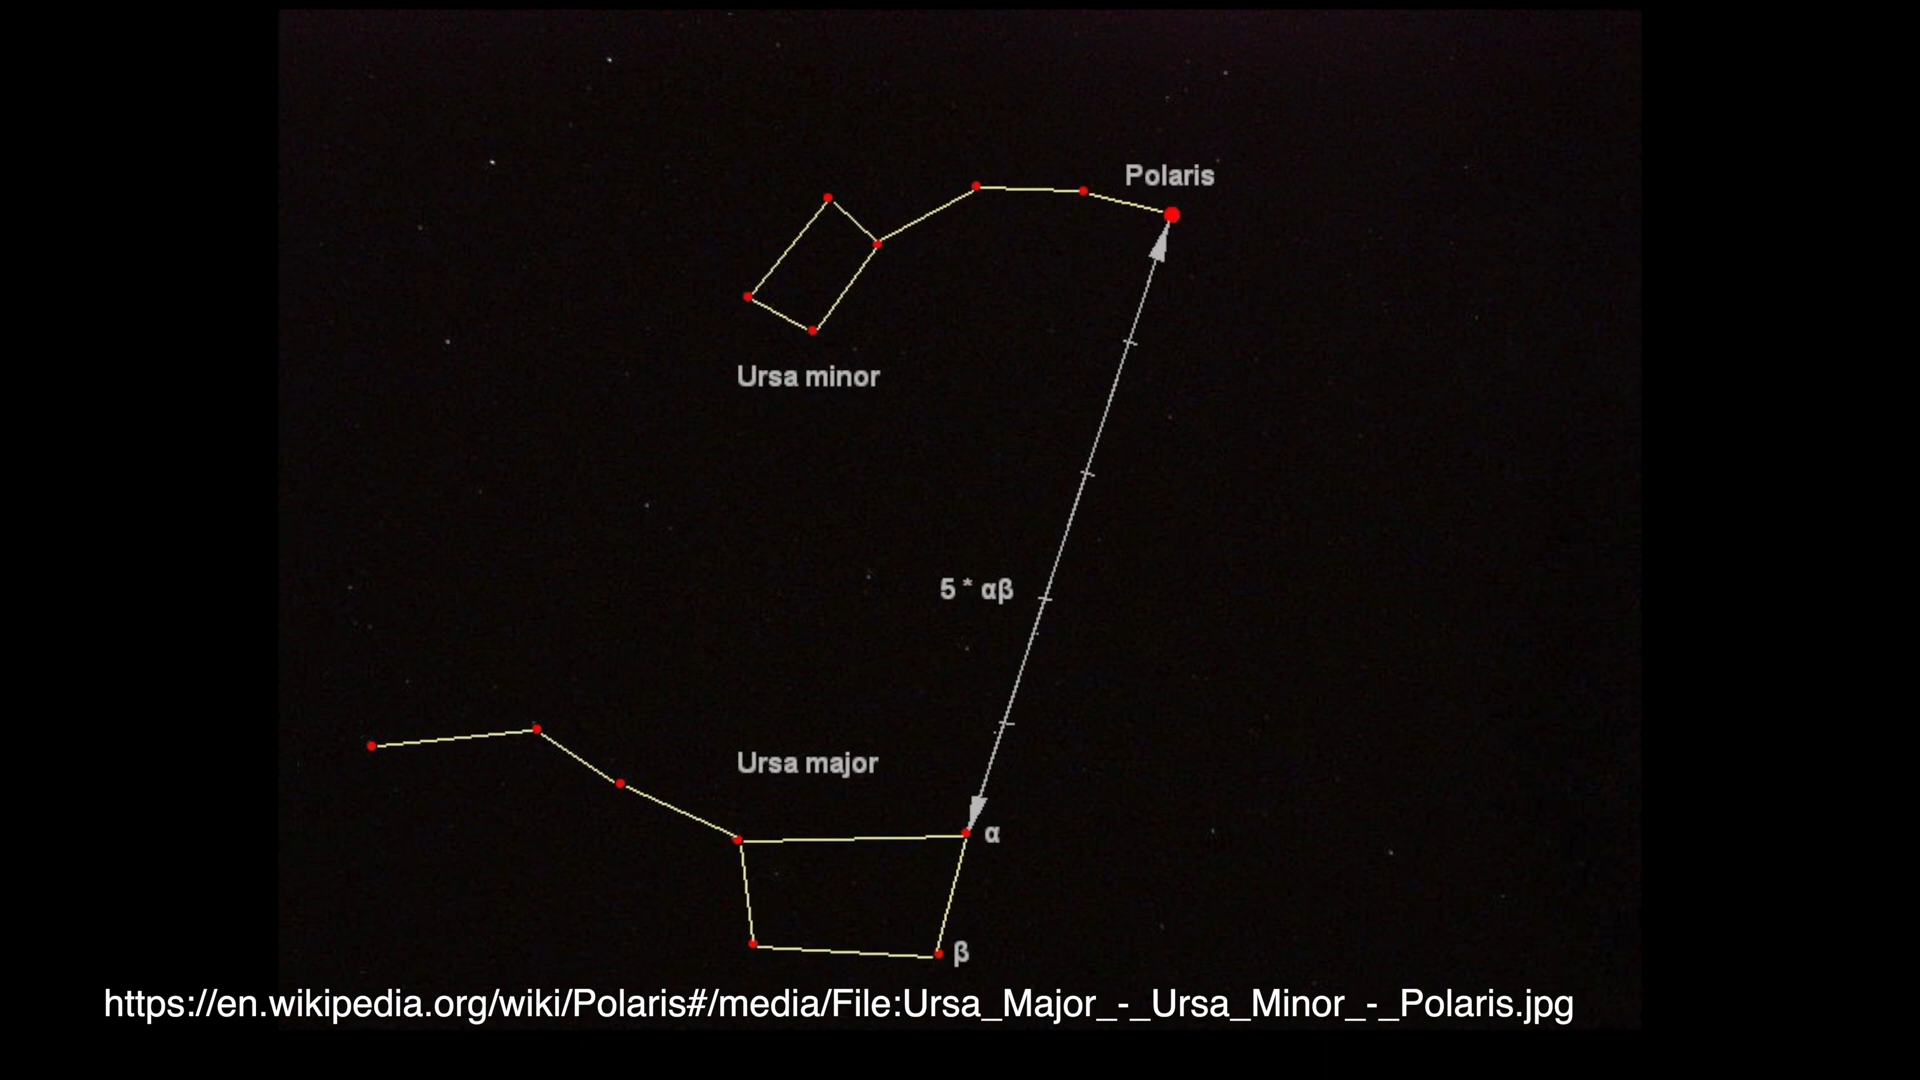 Polaris
Ursa minor
5 * αβ
Ursa major
α
β
https://en.wikipedia.org/wiki/Polaris#/media/File:Ursa_Major_-_Ursa_Minor_-_Polaris.jpg